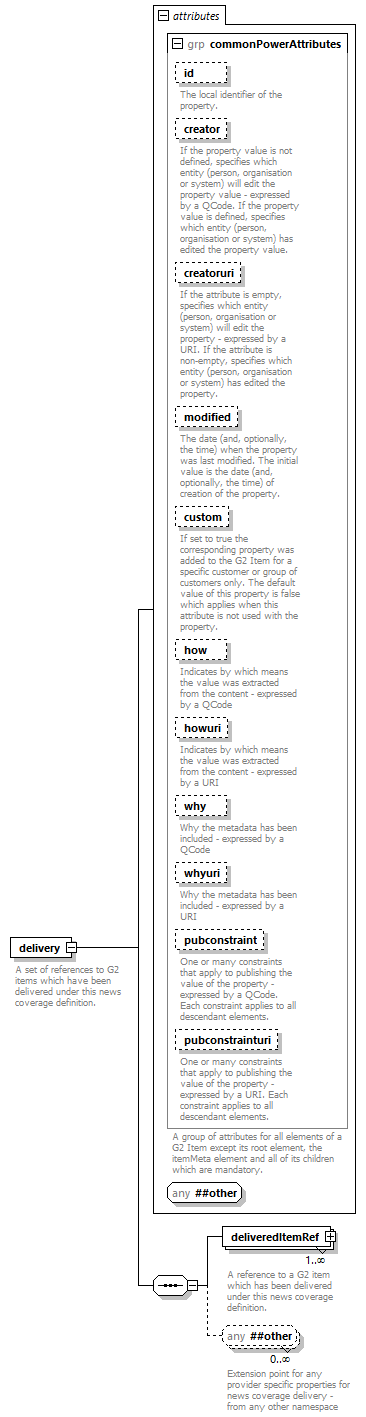 attributes
grp commonPowerAttributes
id
The local identifier of the
property.
creator
If the property value is not
defined, specifies which
entity (person, organisation
or system) will edit the
property value - expressed
by a QCode. If the property
value is defined, specifies
which entity (person,
organisation or system) has
edited the property value.
creatoruri
If the attribute is empty,
specifies which entity
(person, organisation or
system) will edit the
property - expressed by a
URI. If the attribute is
non-empty, specifies which
entity (person, organisation
or system) has edited the
property.
modified
The date (and, optionally,
the time) when the property
was last modified. The initial
value is the date (and,
optionally, the time) of
creation of the property.
custom
If set to true the
corresponding property was
added to the G2 Item for a
specific customer or group of
customers only. The default
value of this property is false
which applies when this
attribute is not used with the
property.
how
Indicates by which means
the value was extracted
from the content - expressed
by a QCode
howuri
Indicates by which means
the value was extracted
from the content - expressed
by a URI
why
Why the metadata has been
included - expressed by a
QCode
whyuri
Why the metadata has been
included - expressed by a
URI
pubconstraint
One or many constraints
that apply to publishing the
value of the property -
expressed by a QCode.
Each constraint applies to all
descendant elements.
pubconstrainturi
One or many constraints
that apply to publishing the
value of the property -
expressed by a URI. Each
constraint applies to all
descendant elements.
A group of attributes for all elements of a
G2 Item except its root element, the
itemMeta element and all of its children
which are mandatory.
any ##other
delivery
A set of references to G2
items which have been
delivered under this news
coverage definition.
deliveredItemRef
1..∞
A reference to a G2 item
which has been delivered
under this news coverage
definition.
any ##other
0..∞
Extension point for any
provider specific properties for
news coverage delivery -
from any other namespace